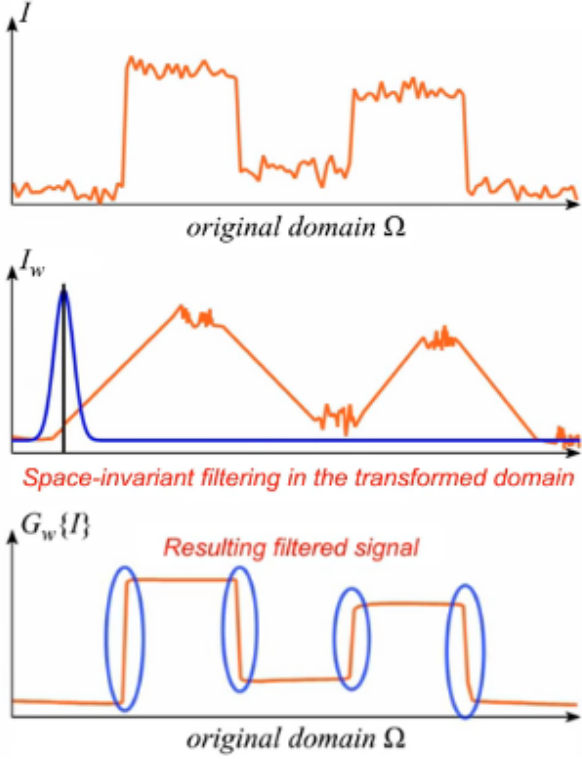 I
original domain Ω
I_w
Space-invariant filtering in the transformed domain
G_w{I}
Resulting filtered signal
original domain Ω